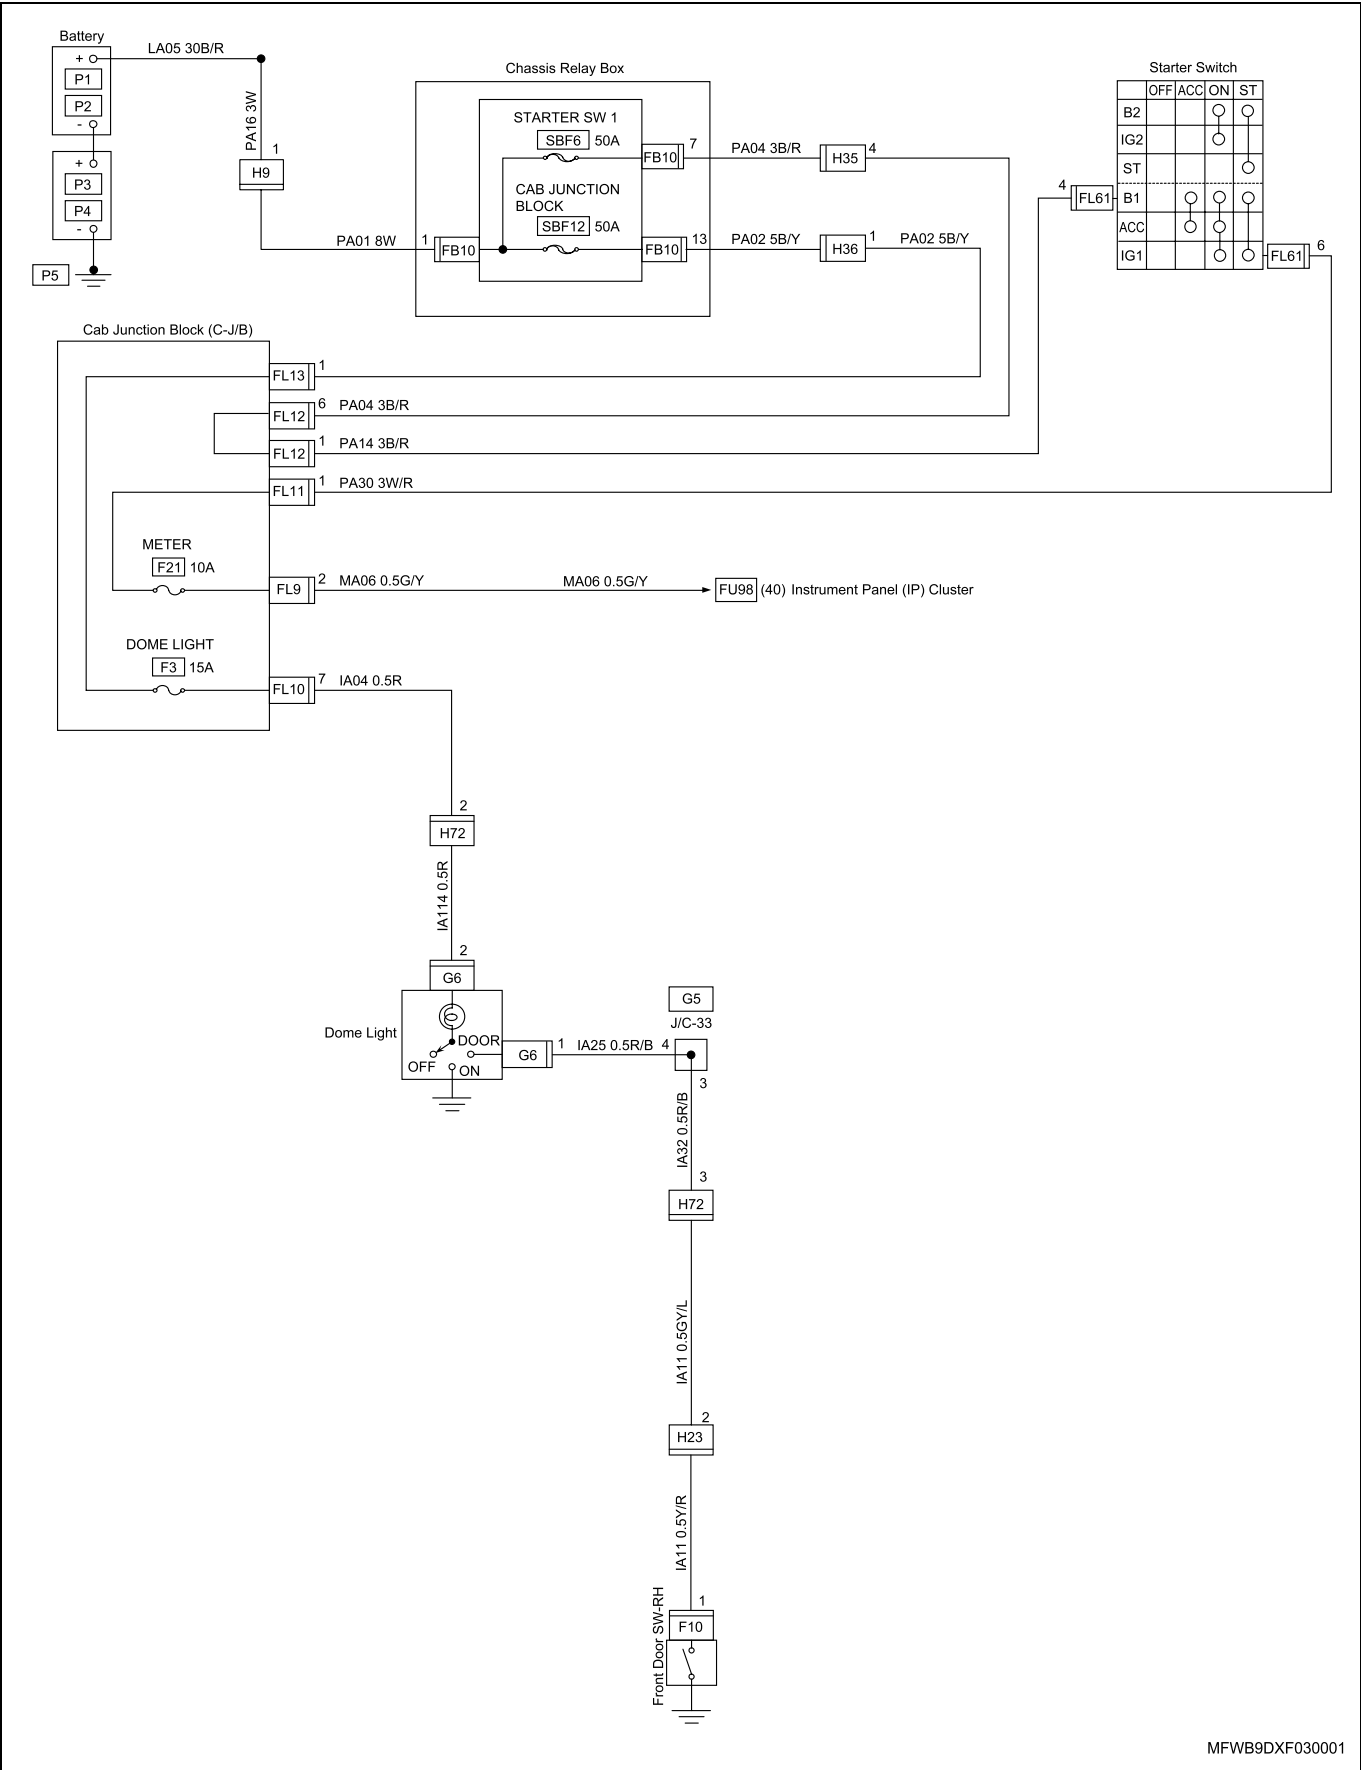 Battery
+
P1
P2
-
+
P3
P4
-
P5
LA05 30B/R
PA16 3W
1
H9
PA01 8W
Chassis Relay Box
STARTER SW 1
SBF6 50A
CAB JUNCTION
BLOCK
SBF12 50A
1
FB10
FB10
7
FB10
13
PA04 3B/R
H35
4
PA02 5B/Y
H36
1
PA02 5B/Y
Starter Switch
OFF ACC ON ST
B2
IG2
ST
B1
ACC
IG1
4
FL61
FL61
6
Cab Junction Block (C-J/B)
FL13
1
FL12
6
PA04 3B/R
FL12
1
PA14 3B/R
FL11
1
PA30 3W/R
METER
F21 10A
FL9
2
MA06 0.5G/Y
MA06 0.5G/Y
FU98 (40) Instrument Panel (IP) Cluster
DOME LIGHT
F3 15A
FL10
7
IA04 0.5R
2
H72
IA114 0.5R
2
G6
Dome Light
DOOR
OFF
ON
G6
1
IA25 0.5R/B
4
G5
J/C-33
3
IA32 0.5R/B
3
H72
IA11 0.5GY/L
2
H23
IA11 0.5Y/R
1
F10
Front Door SW-RH
MFWB9DXF030001